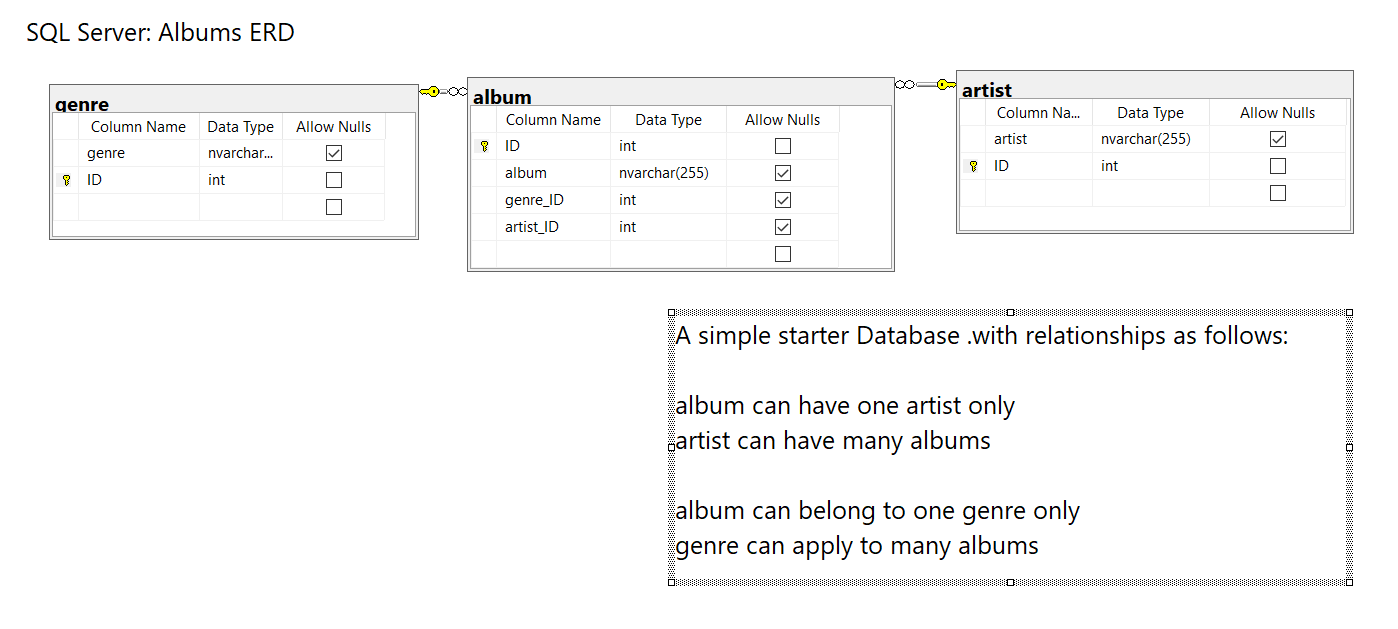 SQL Server: Albums ERD
genre
Column Name Data Type Allow Nulls
genre nvarchar...
ID int
album
Column Name Data Type Allow Nulls
ID int
album nvarchar(255)
genre_ID int
artist_ID int
artist
Column Na... Data Type Allow Nulls
artist nvarchar(255)
ID int
A simple starter Database .with relationships as follows:
album can have one artist only
artist can have many albums
album can belong to one genre only
genre can apply to many albums